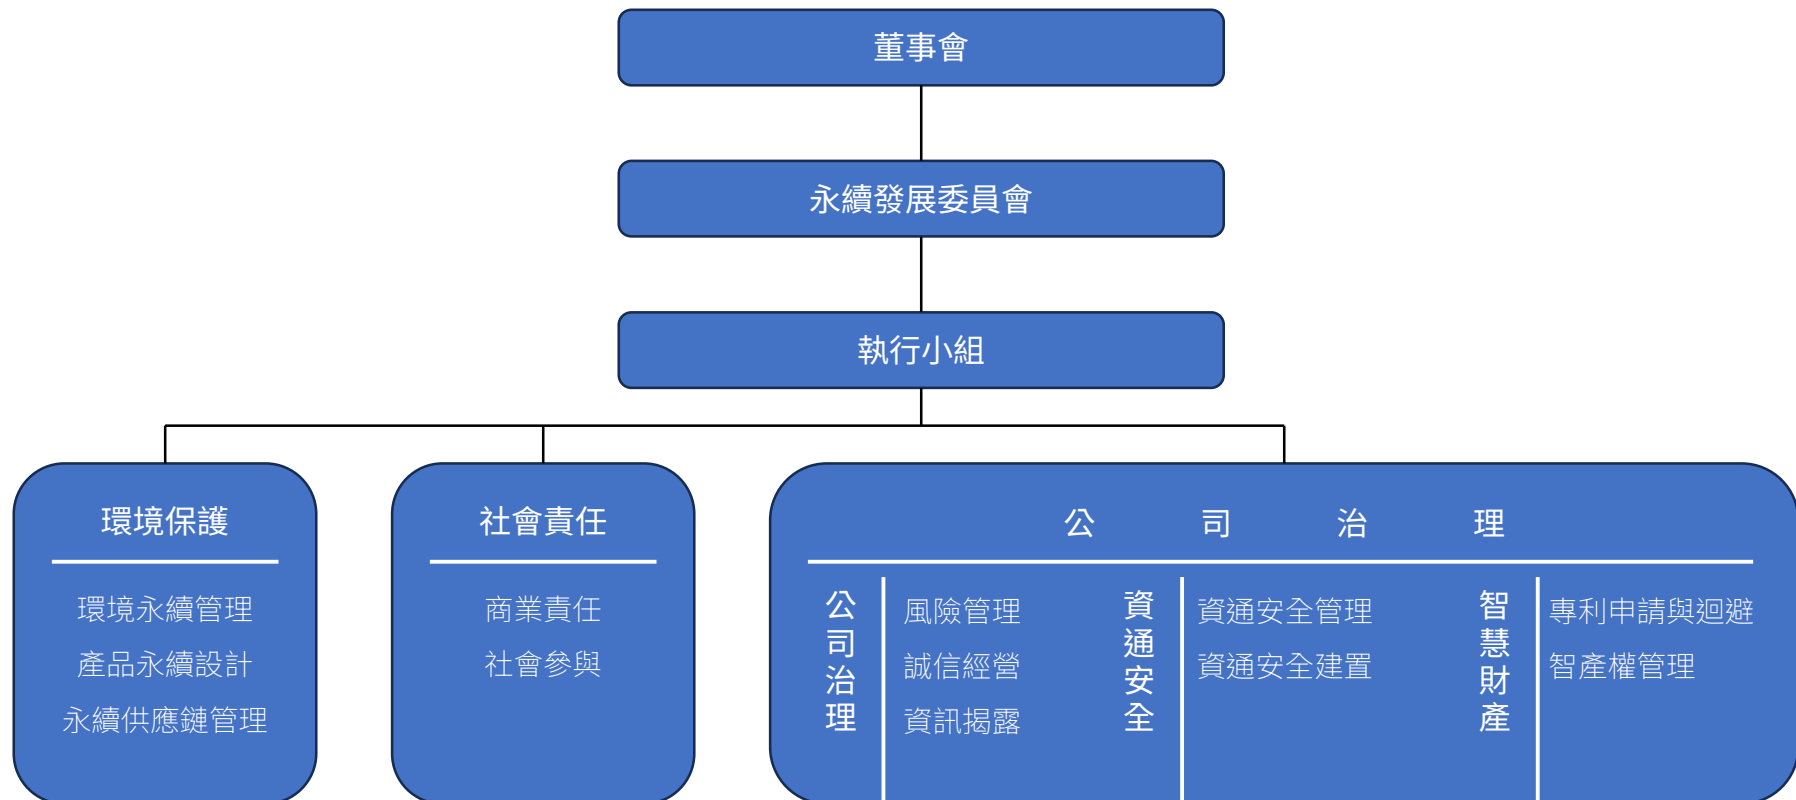 董事會
永續發展委員會
執行小組
環境保護
環境永續管理
產品永續設計
永續供應鏈管理
社會責任
商業責任
社會參與
公司治理
公司治理
風險管理
誠信經營
資訊揭露
資通安全
資通安全管理
資通安全建置
智慧財產
專利申請與迴避
智產權管理